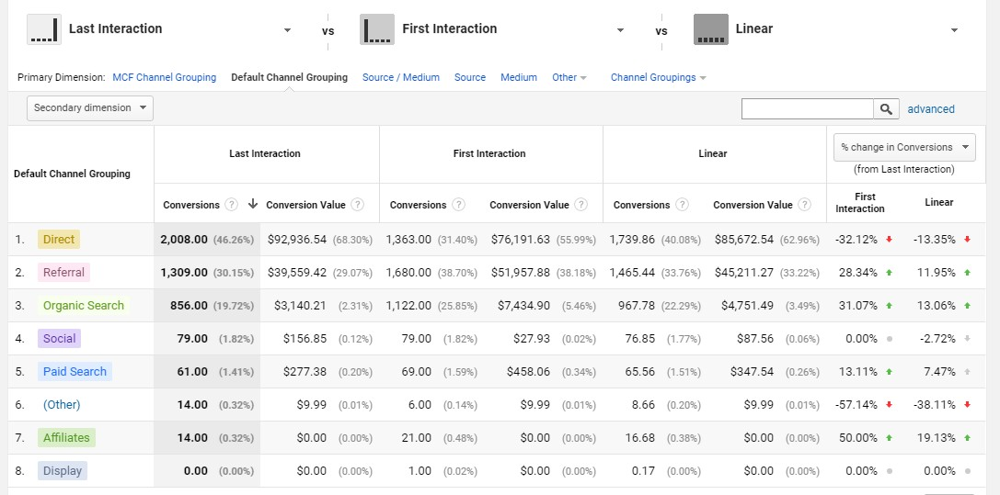 Last Interaction vs First Interaction vs Linear
Primary Dimension: MCF Channel Grouping Default Channel Grouping Source / Medium Source Medium Other Channel Groupings
Secondary dimension advanced
Default Channel Grouping Last Interaction First Interaction Linear % change in Conversions
(from Last Interaction)
Conversions ? Conversion Value ? Conversions ? Conversion Value ? Conversions ? Conversion Value ? First Interaction Linear
1. Direct 2,008.00 (46.26%) $92,936.54 (68.30%) 1,363.00 (31.40%) $76,191.63 (55.99%) 1,739.86 (40.08%) $85,672.54 (62.96%) -32.12% -13.35%
2. Referral 1,309.00 (30.15%) $39,559.42 (29.07%) 1,680.00 (38.70%) $51,957.88 (38.18%) 1,465.44 (33.76%) $45,211.27 (33.22%) 28.34% 11.95%
3. Organic Search 856.00 (19.72%) $3,140.21 (2.31%) 1,122.00 (25.85%) $7,434.90 (5.46%) 967.78 (22.29%) $4,751.49 (3.49%) 31.07% 13.06%
4. Social 79.00 (1.82%) $156.85 (0.12%) 79.00 (1.82%) $27.93 (0.02%) 76.85 (1.77%) $87.56 (0.06%) 0.00% -2.72%
5. Paid Search 61.00 (1.41%) $277.38 (0.20%) 69.00 (1.59%) $458.06 (0.34%) 65.56 (1.51%) $347.54 (0.26%) 13.11% 7.47%
6. (Other) 14.00 (0.32%) $9.99 (0.01%) 6.00 (0.14%) $9.99 (0.01%) 8.66 (0.20%) $9.99 (0.01%) -57.14% -38.11%
7. Affiliates 14.00 (0.32%) $0.00 (0.00%) 21.00 (0.48%) $0.00 (0.00%) 16.68 (0.38%) $0.00 (0.00%) 50.00% 19.13%
8. Display 0.00 (0.00%) $0.00 (0.00%) 1.00 (0.02%) $0.00 (0.00%) 0.17 (0.00%) $0.00 (0.00%) 0.00% 0.00%